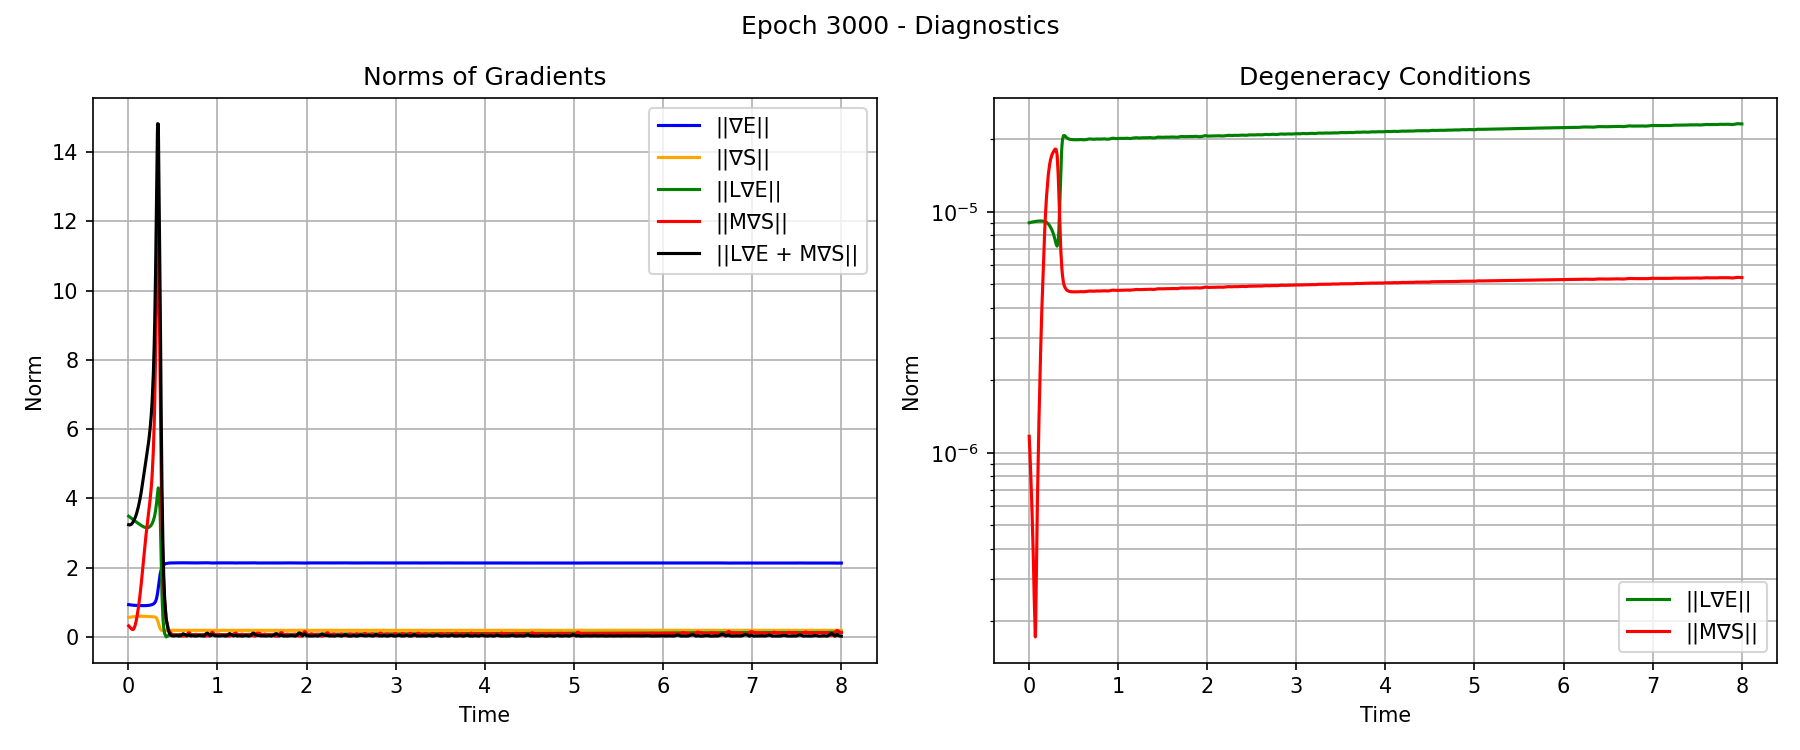 Epoch 3000 - Diagnostics
Norms of Gradients
Norm
14
12
10
8
6
4
2
0
0 1 2 3 4 5 6 7 8
Time
||∇E||
||∇S||
||L∇E||
||M∇S||
||L∇E + M∇S||
Degeneracy Conditions
Norm
10⁻⁵
10⁻⁶
0 1 2 3 4 5 6 7 8
Time
||L∇E||
||M∇S||